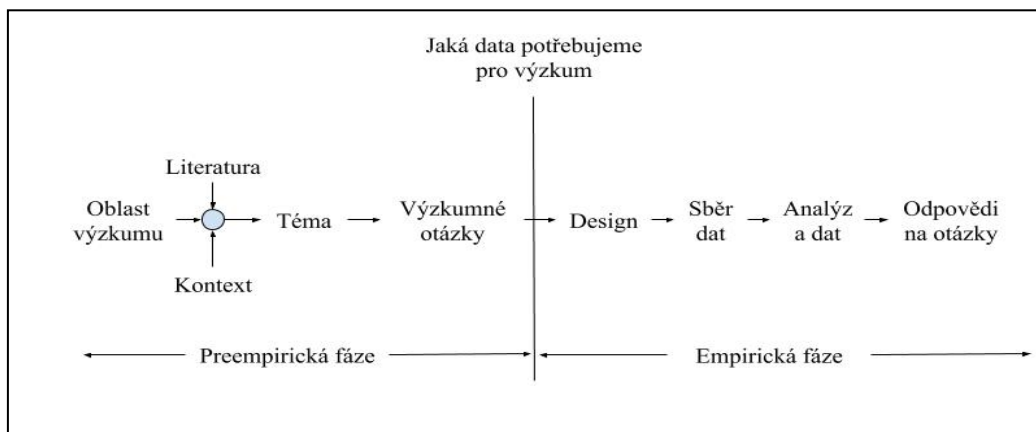 Jaká data potřebujeme
pro výzkum
Literatura
Oblast
výzkumu
Kontext
Téma
Výzkumné
otázky
Design
Sběr
dat
Analýz
a dat
Odpovědi
na otázky
Preempirická fáze
Empirická fáze